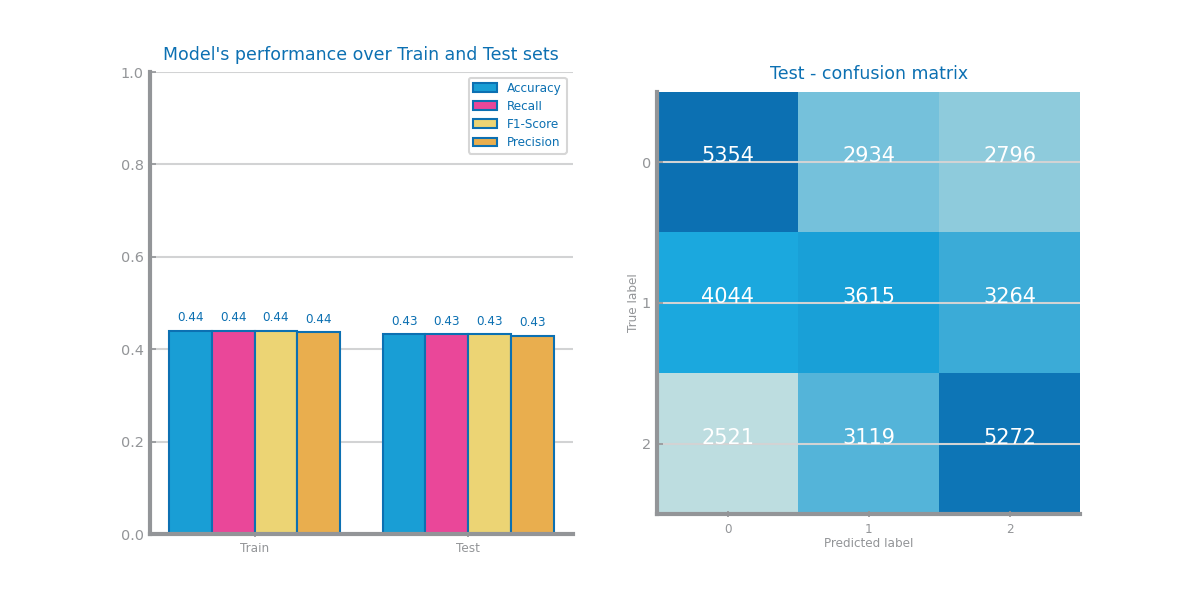 Model's performance over Train and Test sets
1.0
0.8
0.6
0.4
0.2
0.0
Accuracy
Recall
F1-Score
Precision
0.44 0.44 0.44 0.44
0.43 0.43 0.43 0.43
Train Test
Test - confusion matrix
True label
0 5354 2934 2796
1 4044 3615 3264
2 2521 3119 5272
0 1 2
Predicted label